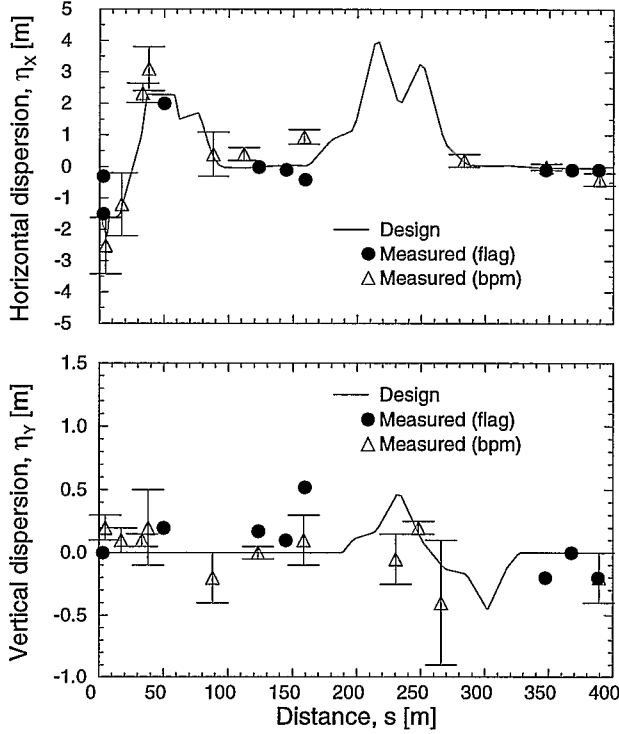 Horizontal dispersion, ηX [m]
5
4
3
2
1
0
-1
-2
-3
-4
-5
Design
Measured (flag)
Measured (bpm)
Vertical dispersion, ηY [m]
1.5
1.0
0.5
0.0
-0.5
-1.0
Design
Measured (flag)
Measured (bpm)
0 50 100 150 200 250 300 350 400
Distance, s [m]